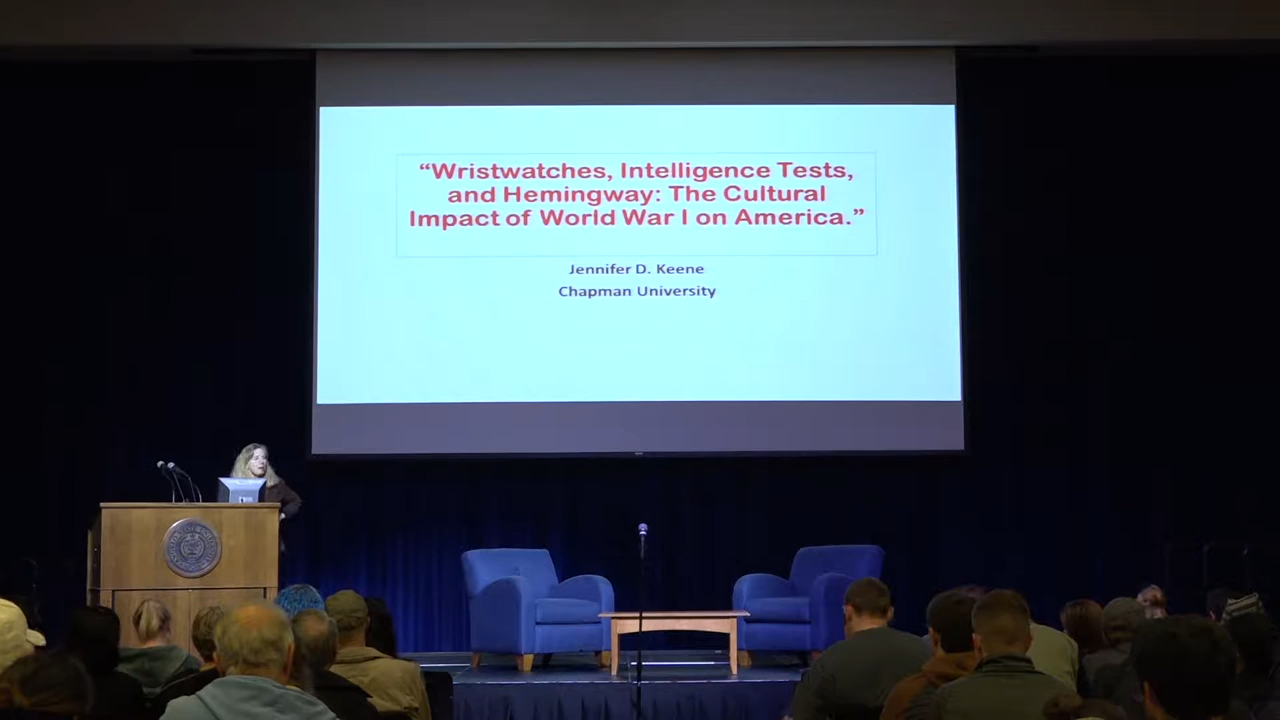 “Wristwatches, Intelligence Tests,
and Hemingway: The Cultural
Impact of World War I on America.”
Jennifer D. Keene
Chapman University